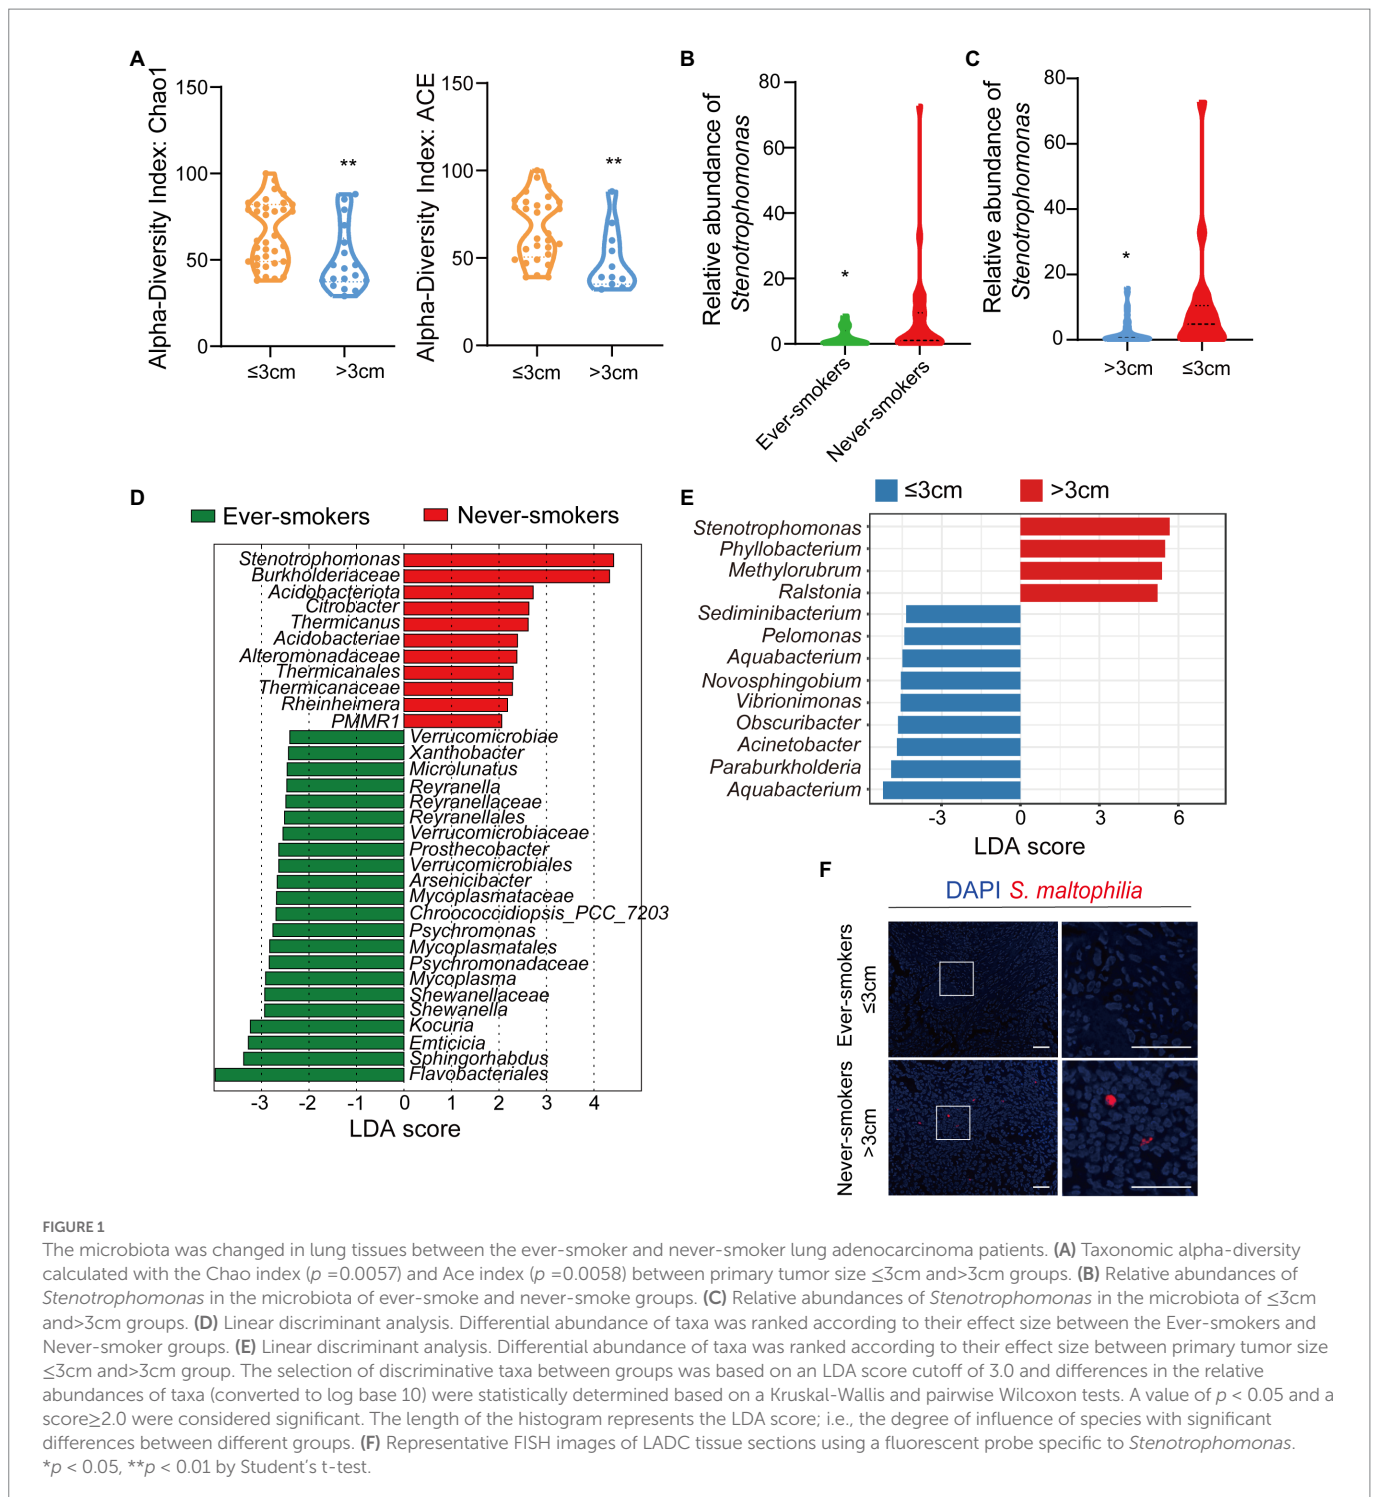 A
Alpha-Diversity Index: Chao1
150
100
50
0
**
≤3cm
>3cm
Alpha-Diversity Index: ACE
150
100
50
0
**
≤3cm
>3cm
B
Relative abundance of
Stenotrophomonas
80
60
40
20
0
*
Ever-smokers
Never-smokers
C
Relative abundance of
Stenotrophomonas
80
60
40
20
0
*
>3cm
≤3cm
D
Ever-smokers
Never-smokers
Stenotrophomonas
Burkholderiaceae
Acidobacteriota
Citrobacter
Thermicanus
Acidobacteriae
Alteromonadaceae
Thermicanales
Thermicanaceae
Rheinheimera
PMMR1
Verrucomicrobiae
Xanthobacter
Microlunatus
Reyranella
Reyranellaceae
Reyranellales
Verrucomicrobiaceae
Prosthecobacter
Verrucomicrobiales
Arsenicibacter
Mycoplasmataceae
Chroococcidiopsis_PCC_7203
Psychromonas
Mycoplasmatales
Psychromonadaceae
Mycoplasma
Shewanellaceae
Shewanella
Kocuria
Emticicia
Sphingorhabdus
Flavobacteriales
-3 -2 -1 0 1 2 3 4
LDA score
E
≤3cm
>3cm
Stenotrophomonas
Phyllobacterium
Methylorubrum
Ralstonia
Sediminibacterium
Pelomonas
Aquabacterium
Novosphingobium
Vibrionimonas
Obscuribacter
Acinetobacter
Paraburkholderia
Aquabacterium
-3 0 3 6
LDA score
F
DAPI S. maltophilia
Ever-smokers
≤3cm
Never-smokers
>3cm
FIGURE 1
The microbiota was changed in lung tissues between the ever-smoker and never-smoker lung adenocarcinoma patients. (A) Taxonomic alpha-diversity
calculated with the Chao index (p =0.0057) and Ace index (p =0.0058) between primary tumor size ≤3cm and>3cm groups. (B) Relative abundances of
Stenotrophomonas in the microbiota of ever-smoke and never-smoke groups. (C) Relative abundances of Stenotrophomonas in the microbiota of ≤3cm
and>3cm groups. (D) Linear discriminant analysis. Differential abundance of taxa was ranked according to their effect size between the Ever-smokers and
Never-smoker groups. (E) Linear discriminant analysis. Differential abundance of taxa was ranked according to their effect size between primary tumor size
≤3cm and>3cm group. The selection of discriminative taxa between groups was based on an LDA score cutoff of 3.0 and differences in the relative
abundances of taxa (converted to log base 10) were statistically determined based on a Kruskal-Wallis and pairwise Wilcoxon tests. A value of p < 0.05 and a
score≥2.0 were considered significant. The length of the histogram represents the LDA score; i.e., the degree of influence of species with significant
differences between different groups. (F) Representative FISH images of LADC tissue sections using a fluorescent probe specific to Stenotrophomonas.
*p < 0.05, **p < 0.01 by Student's t-test.